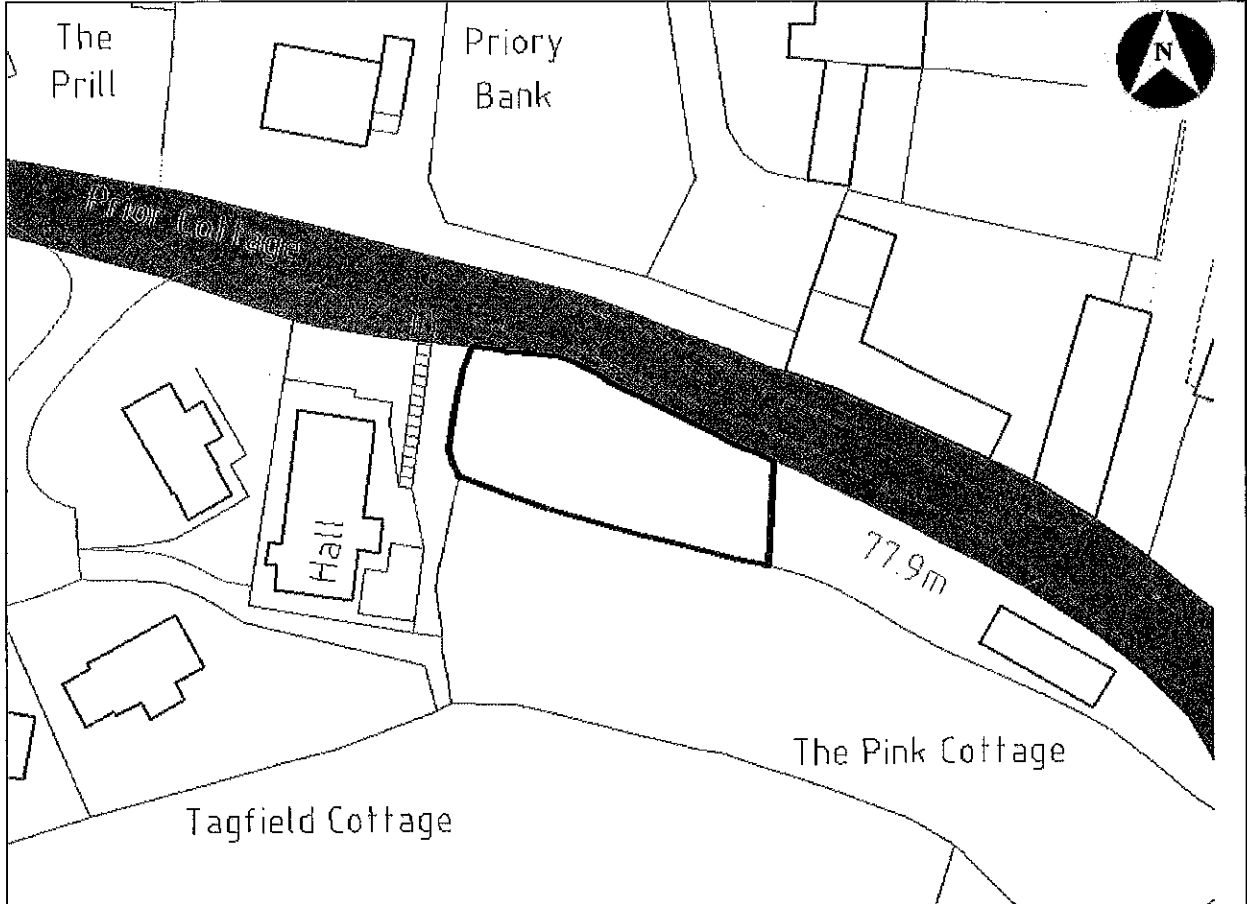 The
Prill
Priory
Bank
N
Prior Cottage
Hall
77.9m
The Pink Cottage
Tagfield Cottage